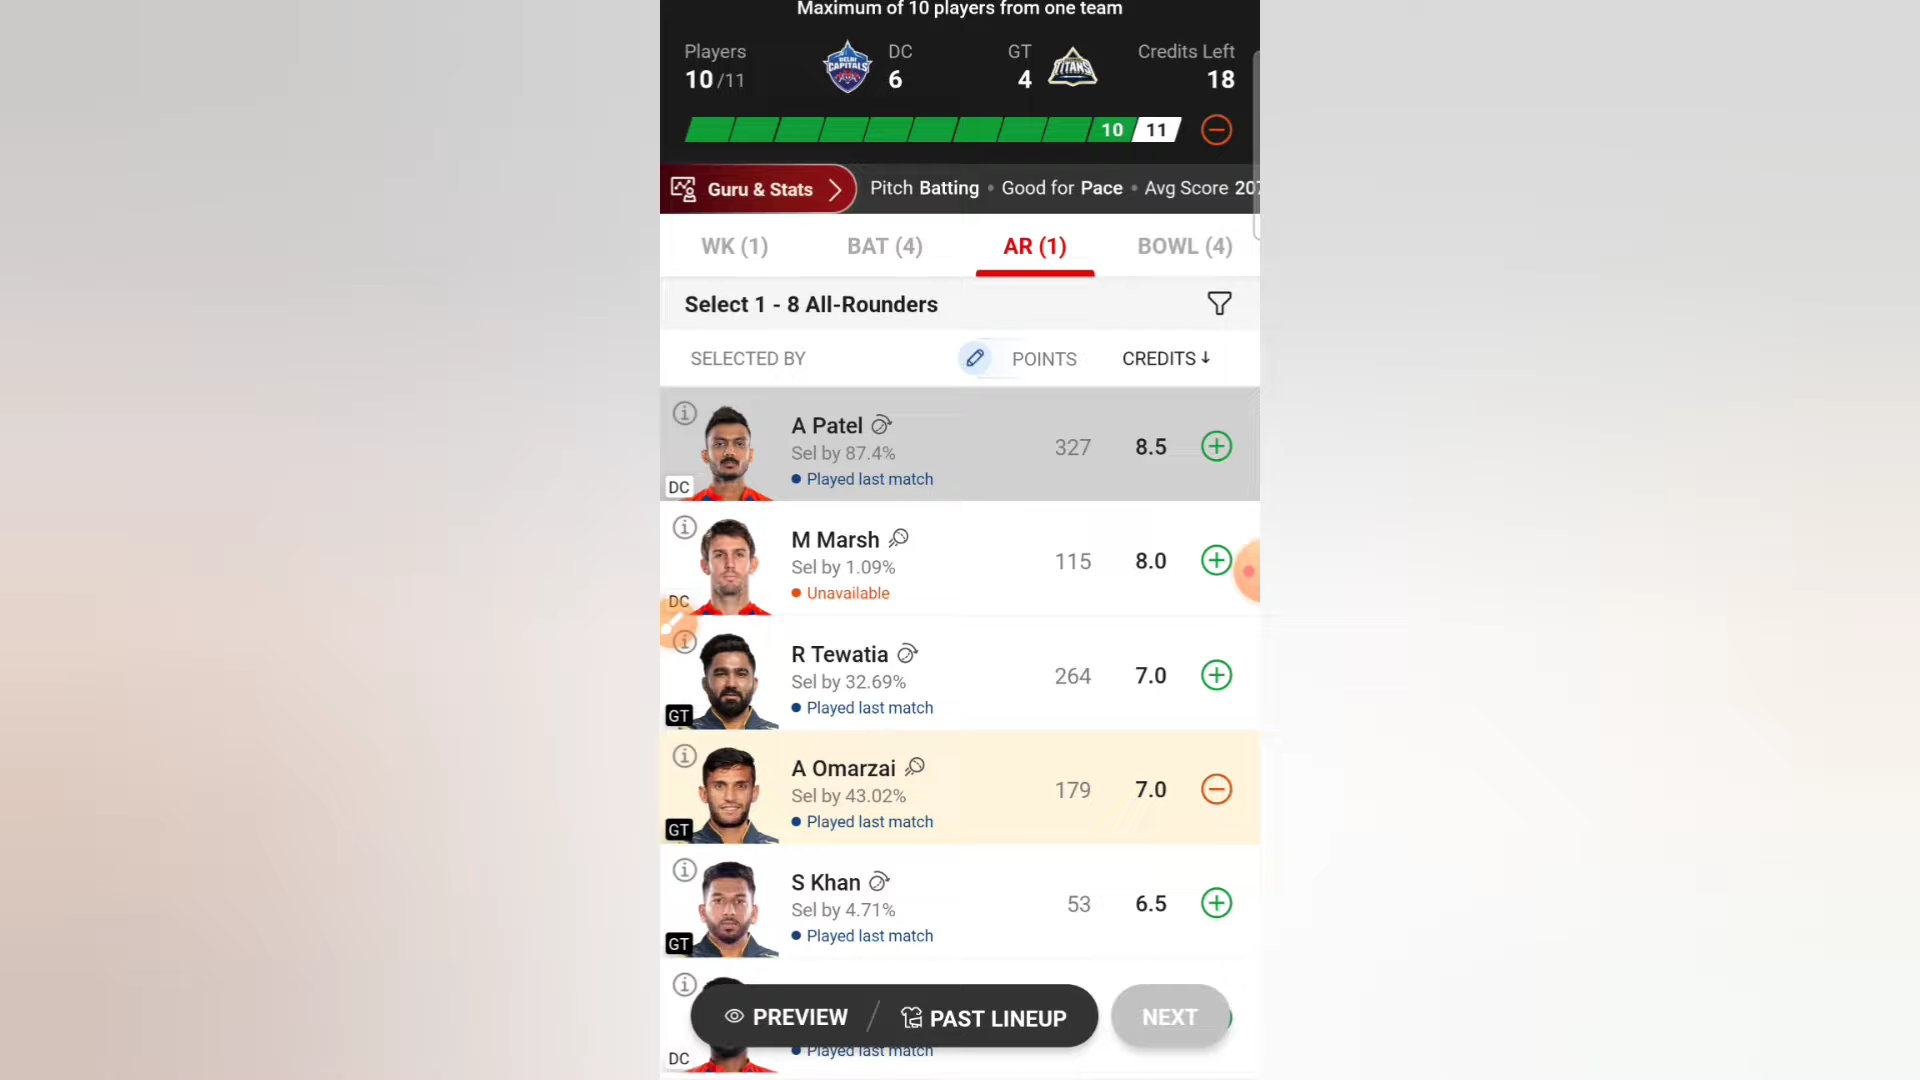 Maximum of 10 players from one team
Players DC GT Credits Left
10/11 6 4 18
DELHI CAPITALS
TITANS
10 11
Guru & Stats Pitch Batting • Good for Pace • Avg Score 207
WK (1) BAT (4) AR (1) BOWL (4)
Select 1 - 8 All-Rounders
SELECTED BY POINTS CREDITS
A Patel
Sel by 87.4% 327 8.5
Played last match
DC
M Marsh
Sel by 1.09% 115 8.0
Unavailable
DC
R Tewatia
Sel by 32.69% 264 7.0
Played last match
GT
A Omarzai
Sel by 43.02% 179 7.0
Played last match
GT
S Khan
Sel by 4.71% 53 6.5
Played last match
GT
PREVIEW / PAST LINEUP NEXT
Played last match
DC